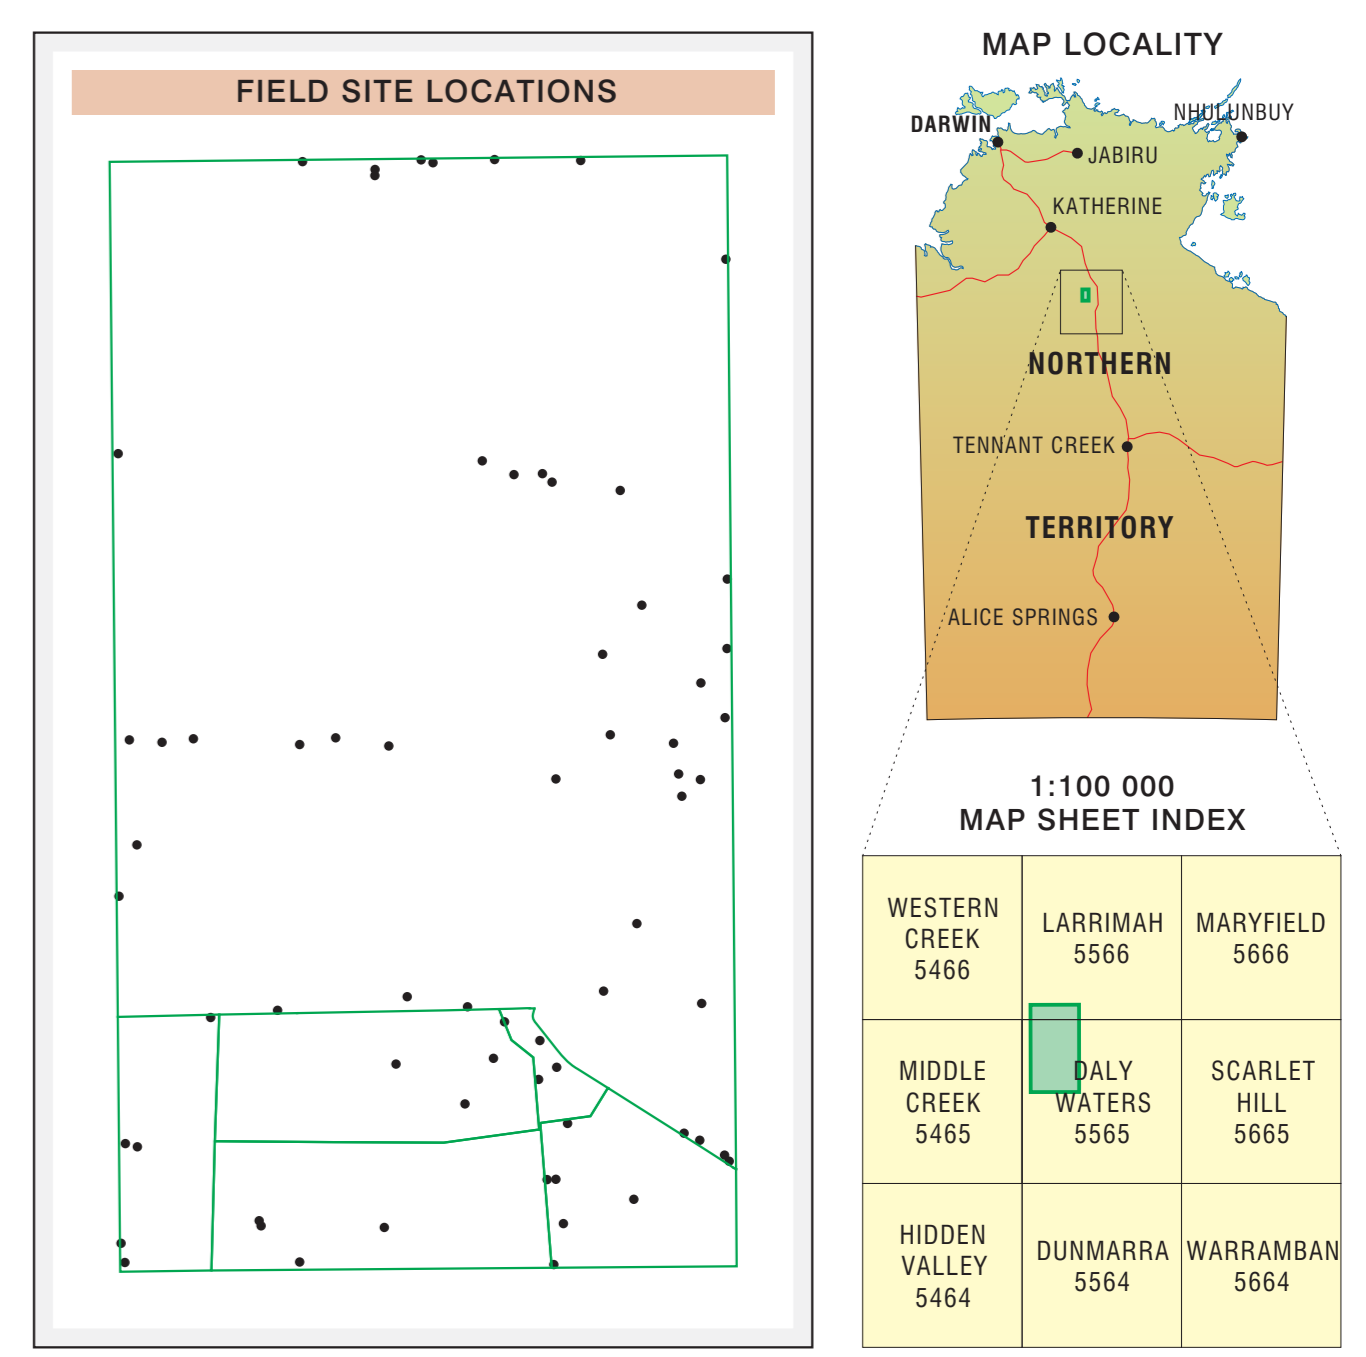 FIELD SITE LOCATIONS
MAP LOCALITY
DARWIN
NHULUNBUY
JABIRU
KATHERINE
NORTHERN
TENNANT CREEK
TERRITORY
ALICE SPRINGS
1:100 000
MAP SHEET INDEX
WESTERN
CREEK
5466
LARRIMAH
5566
MARYFIELD
5666
MIDDLE
CREEK
5465
DALY
WATERS
5565
SCARLET
HILL
5665
HIDDEN
VALLEY
5464
DUNMARRA
5564
WARRAMBAN
5664